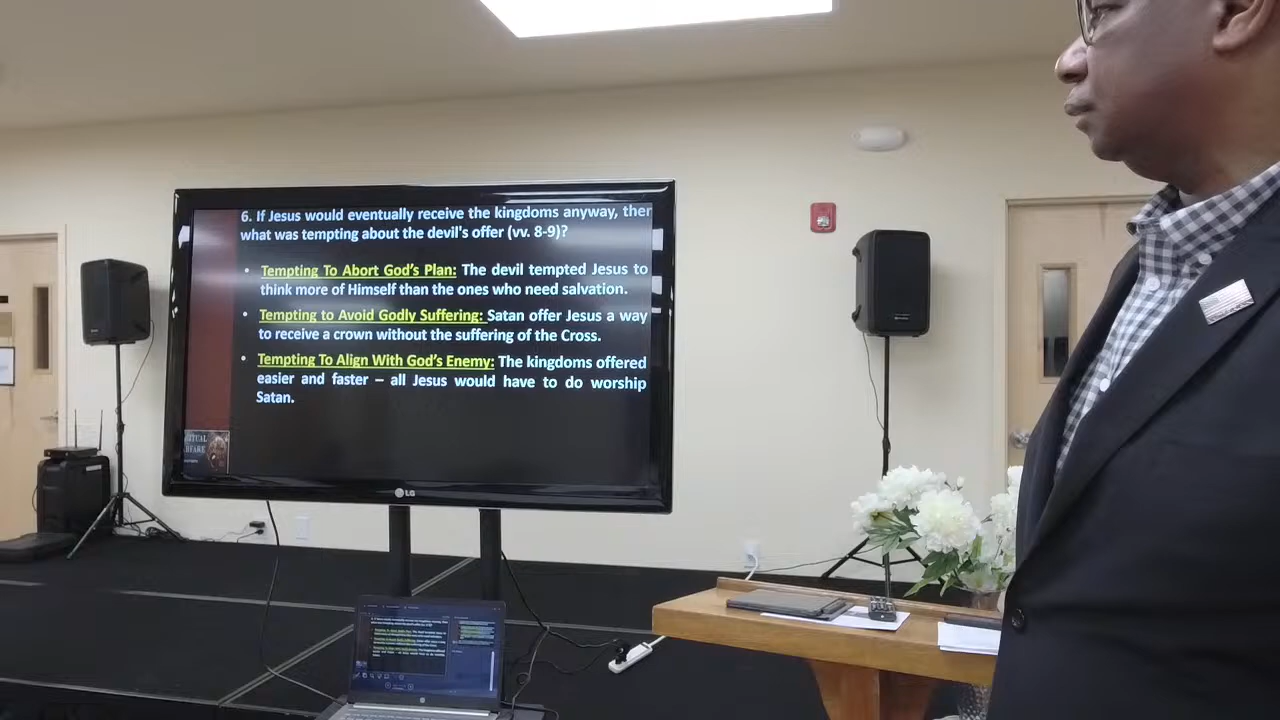 6. If Jesus would eventually receive the kingdoms anyway, ther
what was tempting about the devil's offer (vv. 8-9)?
• Tempting To Abort God's Plan: The devil tempted Jesus to
think more of Himself than the ones who need salvation.
• Tempting to Avoid Godly Suffering: Satan offer Jesus a way
to receive a crown without the suffering of the Cross.
• Tempting To Align With God's Enemy: The kingdoms offered
easier and faster – all Jesus would have to do worship
Satan.
LG